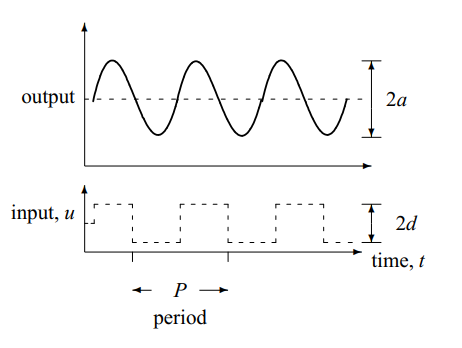 output
2a
input, u
2d
time, t
P
period